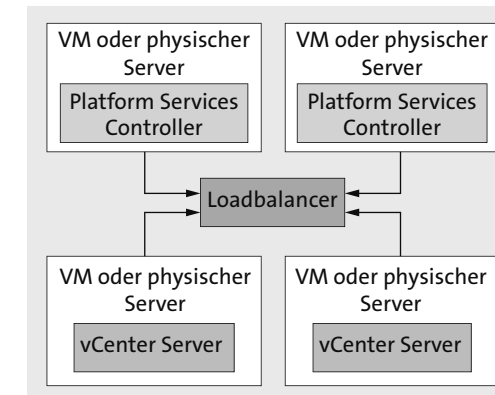 VM oder physischer
Server
Platform Services
Controller
VM oder physischer
Server
Platform Services
Controller
Loadbalancer
VM oder physischer
Server
vCenter Server
VM oder physischer
Server
vCenter Server